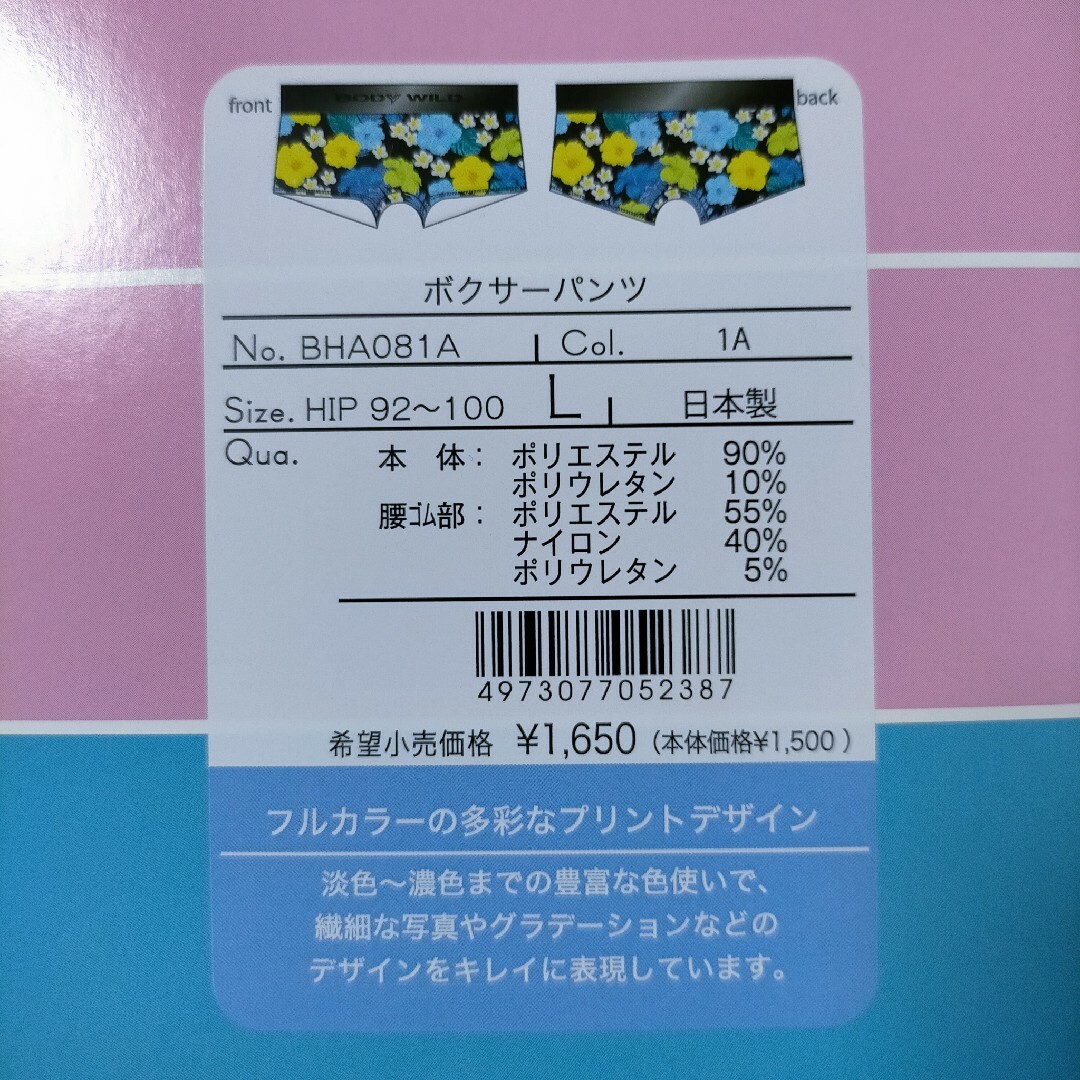 front
BODY WILD
back
ボクサーパンツ
No. BHA081A Col. 1A
Size. HIP 92～100 L 日本製
Qua. 本 体： ポリエステル 90%
ポリウレタン 10%
腰ゴム部： ポリエステル 55%
ナイロン 40%
ポリウレタン 5%
4973077052387
希望小売価格 ¥1,650（本体価格¥1,500）
フルカラーの多彩なプリントデザイン
淡色～濃色までの豊富な色使いで、
繊細な写真やグラデーションなどの
デザインをキレイに表現しています。